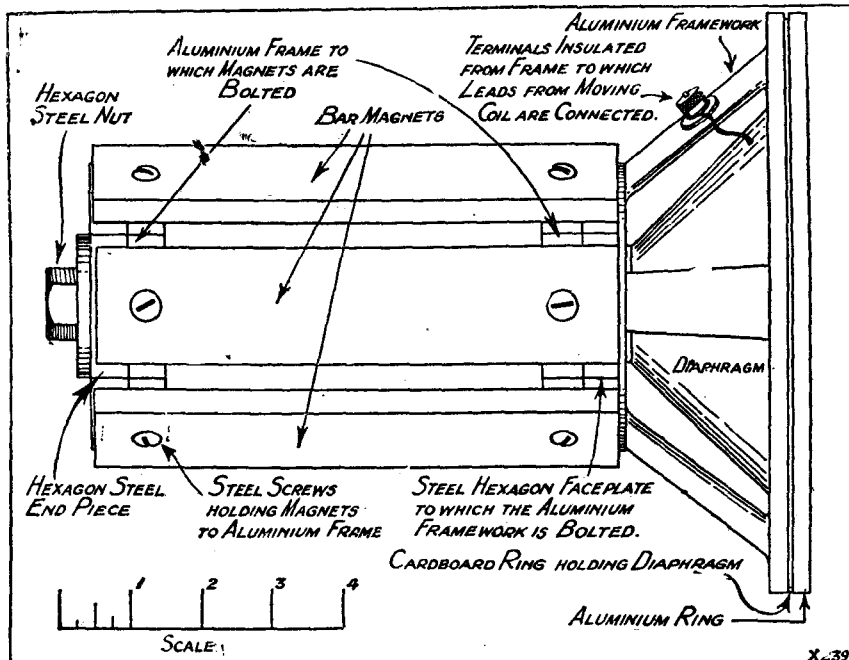 ALUMINIUM FRAMEWORK
ALUMINIUM FRAME TO
WHICH MAGNETS ARE
BOLTED
TERMINALS INSULATED
FROM FRAME TO WHICH
LEADS FROM MOVING
COIL ARE CONNECTED.
HEXAGON
STEEL NUT
BAR MAGNETS
DIAPHRAGM
HEXAGON STEEL
END PIECE
STEEL SCREWS
HOLDING MAGNETS
TO ALUMINIUM FRAME
STEEL HEXAGON FACEPLATE
TO WHICH THE ALUMINIUM
FRAMEWORK IS BOLTED.
CARDBOARD RING HOLDING DIAPHRAGM
ALUMINIUM RING
1 2 3 4
SCALE